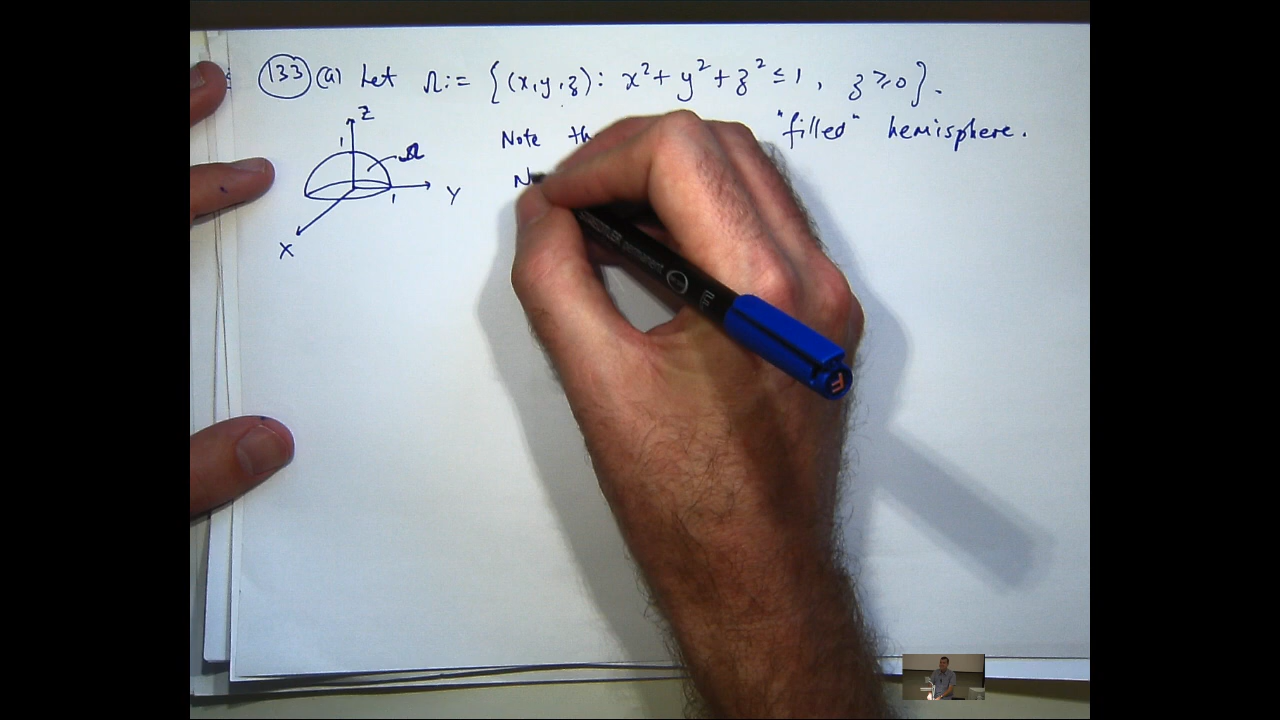 133 (a) Let Ω := {(x,y,z): x²+y²+z² ≤ 1, z ≥ 0}.
Note th "filled" hemisphere.
N
Z
1
Ω
1
Y
X
F
F